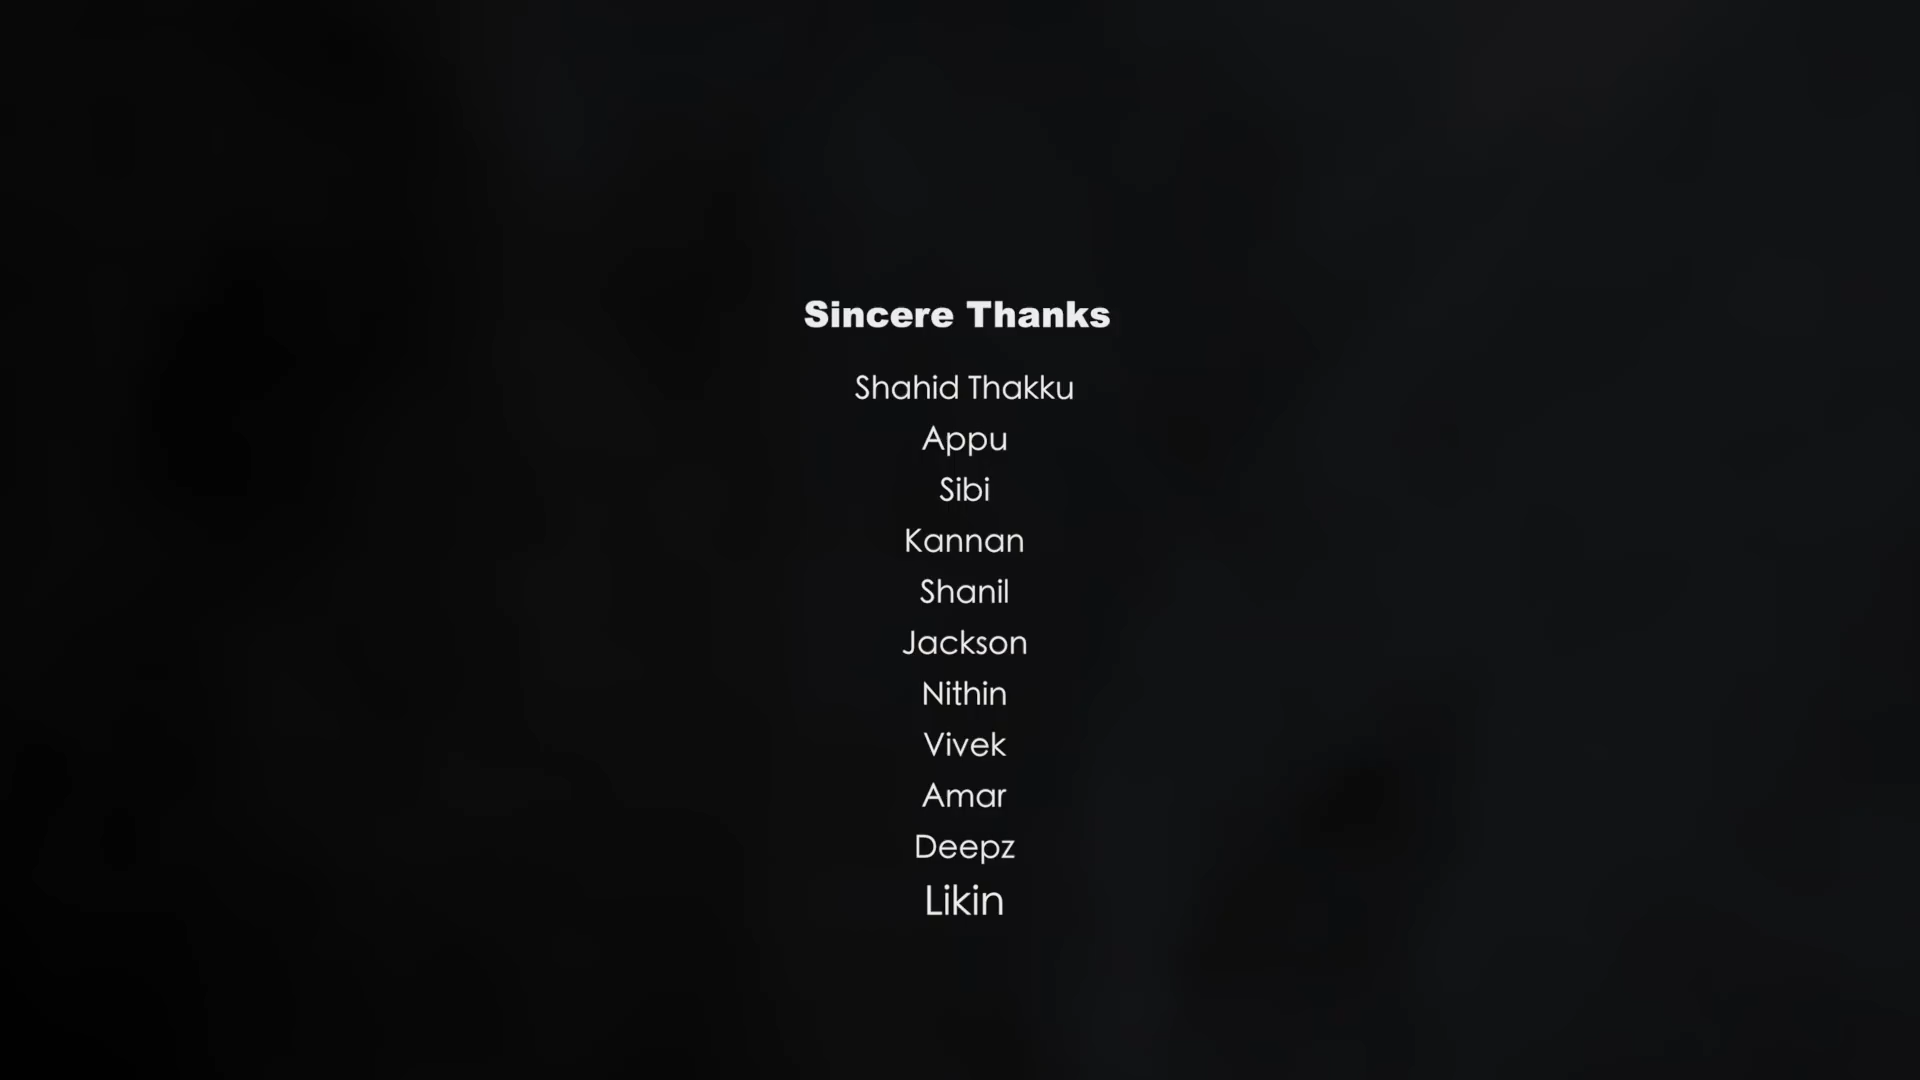 Sincere Thanks
Shahid Thakku
Appu
Sibi
Kannan
Shanil
Jackson
Nithin
Vivek
Amar
Deepz
Likin